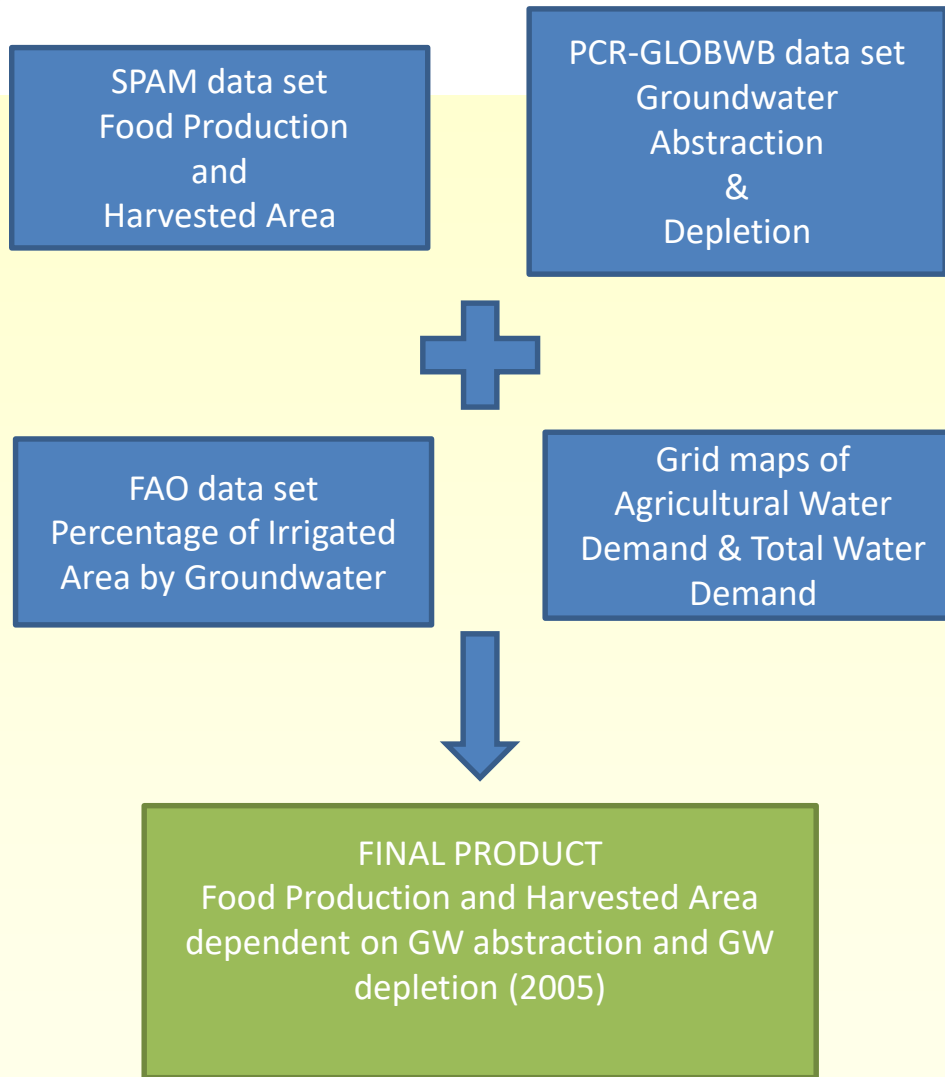 SPAM data set
Food Production
and
Harvested Area
PCR-GLOBWB data set
Groundwater
Abstraction
&
Depletion
FAO data set
Percentage of Irrigated
Area by Groundwater
Grid maps of
Agricultural Water
Demand & Total Water
Demand
FINAL PRODUCT
Food Production and Harvested Area
dependent on GW abstraction and GW
depletion (2005)